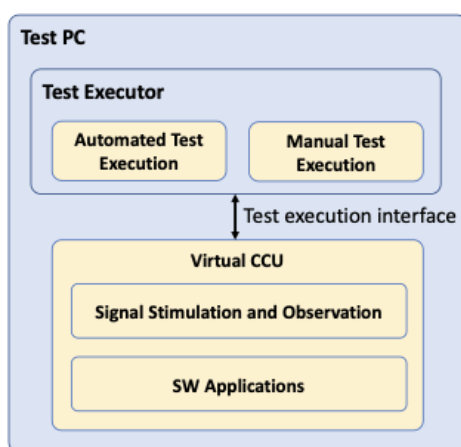 Test PC
Test Executor
Automated Test
Execution
Manual Test
Execution
Test execution interface
Virtual CCU
Signal Stimulation and Observation
SW Applications